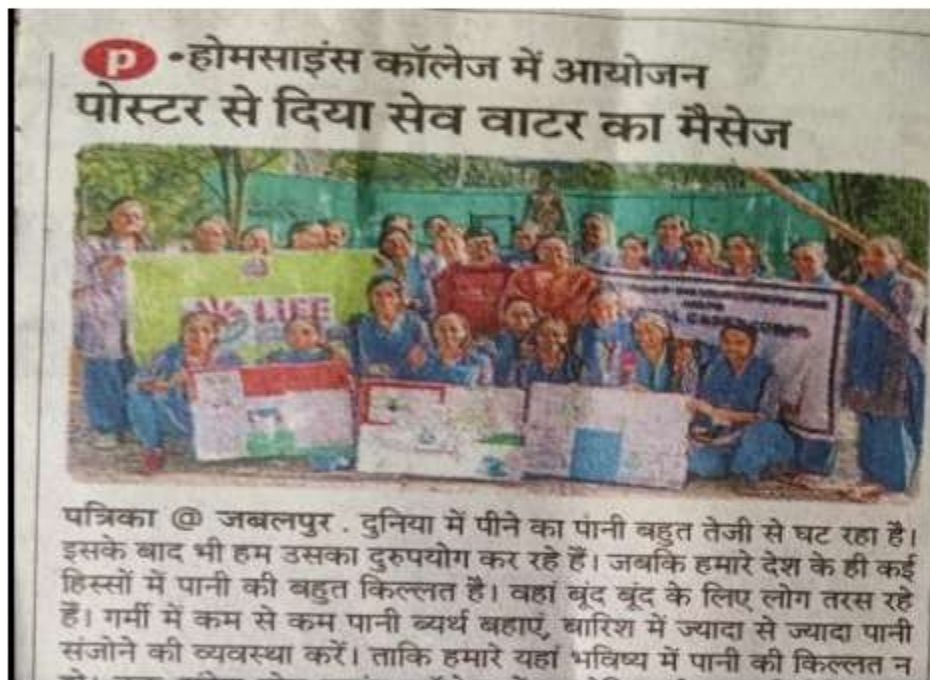 p •होमसाइंस कॉलेज में आयोजन
पोस्टर से दिया सेव वाटर का मैसेज
LIFE
पत्रिका @ जबलपुर . दुनिया में पीने का पानी बहुत तेजी से घट रहा है।
इसके बाद भी हम उसका दुरुपयोग कर रहे हैं। जबकि हमारे देश के ही कई
हिस्सों में पानी की बहुत किल्लत है। वहां बूंद बूंद के लिए लोग तरस रहे
हैं। गर्मी में कम से कम पानी व्यर्थ बहाएं, बारिश में ज्यादा से ज्यादा पानी
संजोने की व्यवस्था करें। ताकि हमारे यहां भविष्य में पानी की किल्लत न